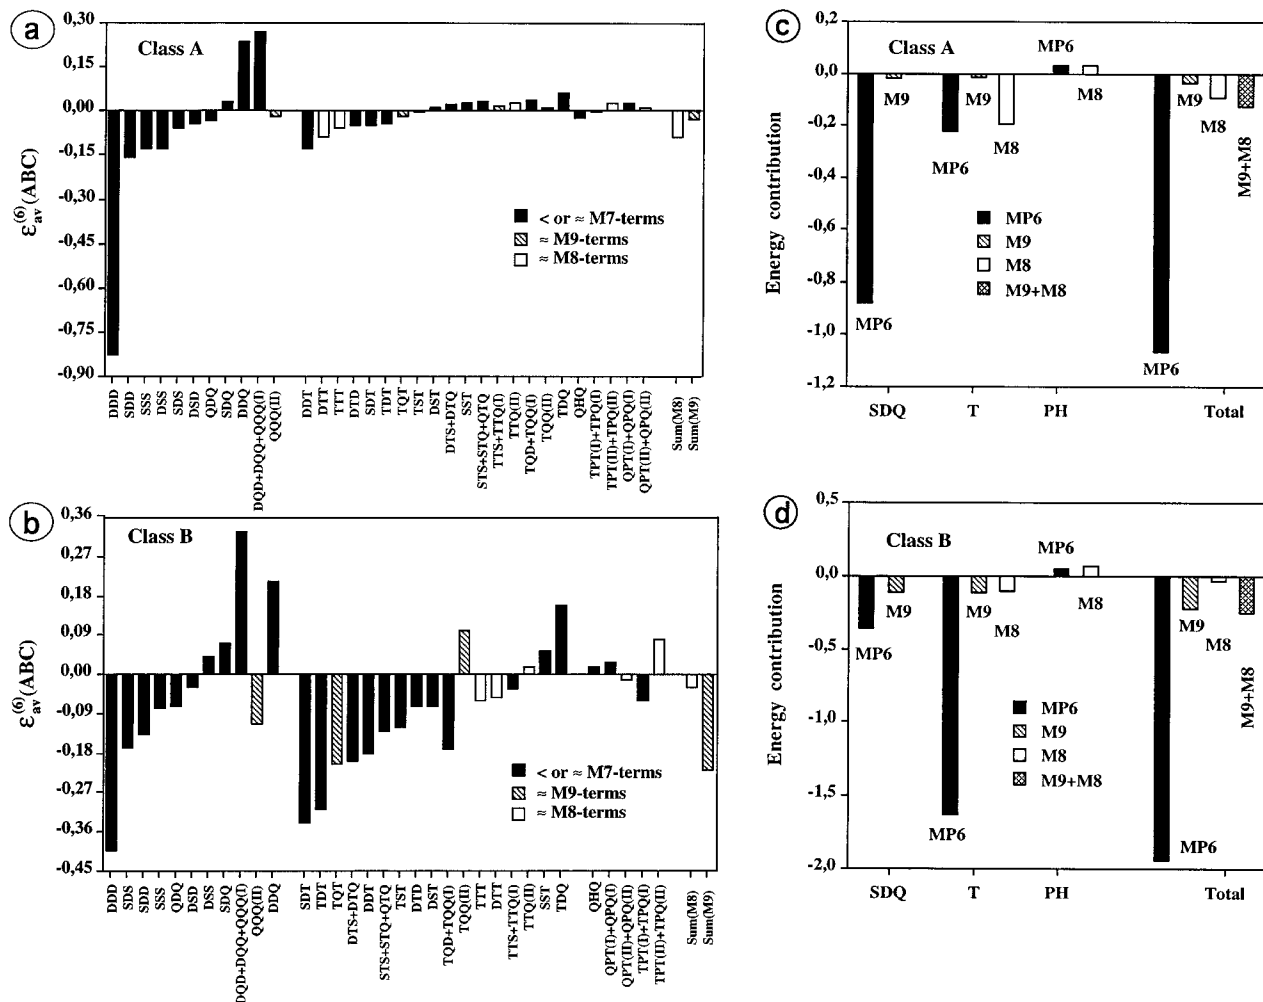 a
Class A
ε(6)av(ABC)
0,30
0,15
0,00
-0,15
-0,30
-0,45
-0,60
-0,75
-0,90
< or ≈ M7-terms
≈ M9-terms
≈ M8-terms
DDD
SDD
SSS
DSS
SDS
DSD
QDQ
SDQ
DDQ
DQD+DQQ+QQQ(I)
QQQ(II)
DDT
DTT
TTT
DTD
SDT
TDT
TQT
TST
DST
DTS+DTQ
SST
STS+STQ+QTQ
TTS+TTQ(I)
TTQ(II)
TQD+TQQ(I)
TQQ(II)
TDQ
QHQ
TPT(I)+TPQ(I)
TPT(II)+TPQ(II)
QPT(I)+QPQ(I)
QPT(II)+QPQ(II)
Sum(M8)
Sum(M9)
b
Class B
ε(6)av(ABC)
0,36
0,27
0,18
0,09
0,00
-0,09
-0,18
-0,27
-0,36
-0,45
< or ≈ M7-terms
≈ M9-terms
≈ M8-terms
DDD
SDS
SDD
SSS
QDQ
DSD
DSS
SDQ
DQD+DQQ+QQQ(I)
QQQ(II)
DDQ
SDT
TDT
TQT
DTS+DTQ
DDT
STS+STQ+QTQ
TST
DTD
DST
TQD+TQQ(I)
TQQ(II)
TTT
DTT
TTS+TTQ(I)
TTQ(II)
SST
TDQ
QHQ
QPT(I)+QPQ(I)
QPT(II)+QPQ(II)
TPT(I)+TPQ(I)
TPT(II)+TPQ(II)
Sum(M8)
Sum(M9)
c
Class A
Energy contribution
0,2
0,0
-0,2
-0,4
-0,6
-0,8
-1,0
-1,2
MP6
M9
MP6
M9
M8
MP6
M8
MP6
M9
M8
M9+M8
MP6
M9
M8
M9+M8
SDQ
T
PH
Total
d
Class B
Energy contribution
0,5
0,0
-0,5
-1,0
-1,5
-2,0
MP6
M9
MP6
M9
M8
MP6
M8
MP6
M9
M8
M9+M8
MP6
M9
M8
M9+M8
SDQ
T
PH
Total